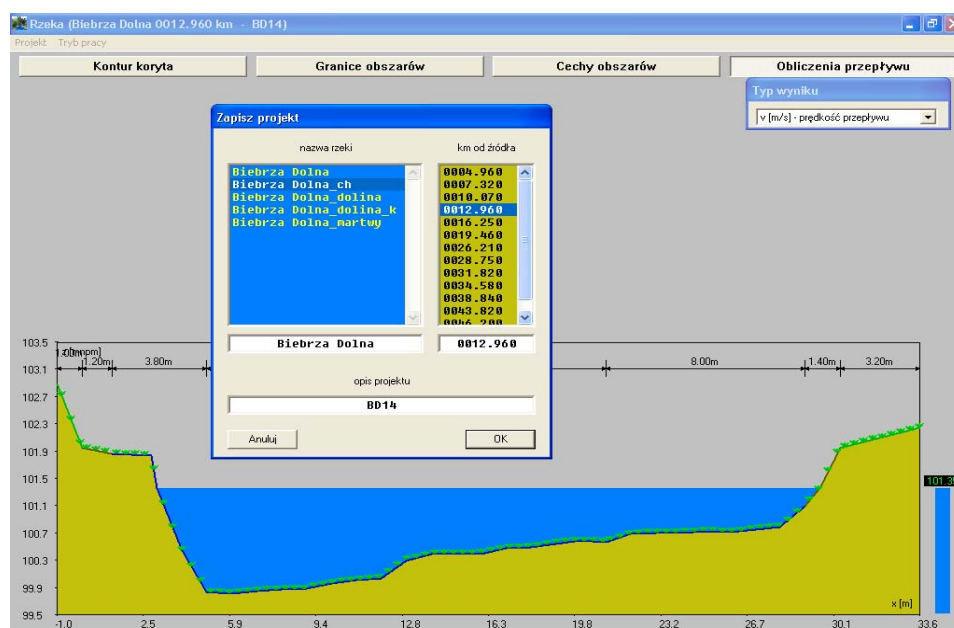 Rzeka (Biebrza Dolna 0012.960 km - BD14)
Projekt Tryb pracy
Kontur koryta Granice obszarów Cechy obszarów Obliczenia przepływu
Typ wyniku
v [m/s] - prędkość przepływu
Zapisz projekt
nazwa rzeki km od źródła
Biebrza Dolna
Biebrza Dolna_ch
Biebrza Dolna_dolina
Biebrza Dolna_dolina_k
Biebrza Dolna_martwy
0004.960
0007.320
0010.070
0012.960
0016.250
0019.460
0026.210
0028.750
0031.820
0034.580
0038.840
0043.820
0046.200
Biebrza Dolna 0012.960
opis projektu
BD14
Anuluj OK
1.20m 3.80m 8.00m 1.40m 3.20m
103.5
103.1
102.7
102.3
101.9
101.5
101.1
100.7
100.3
99.9
99.5
101.35
x [m]
-1.0 2.5 5.9 9.4 12.8 16.3 19.8 23.2 26.7 30.1 33.6